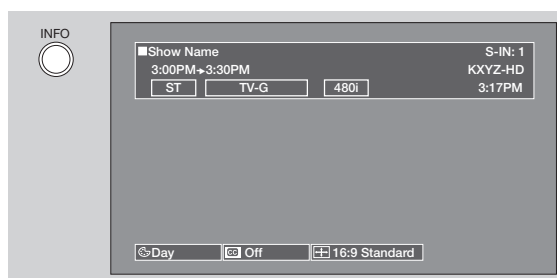 INFO
■Show Name S-IN: 1
3:00PM→3:30PM KXYZ-HD
ST TV-G 480i 3:17PM
Day CC Off 16:9 Standard